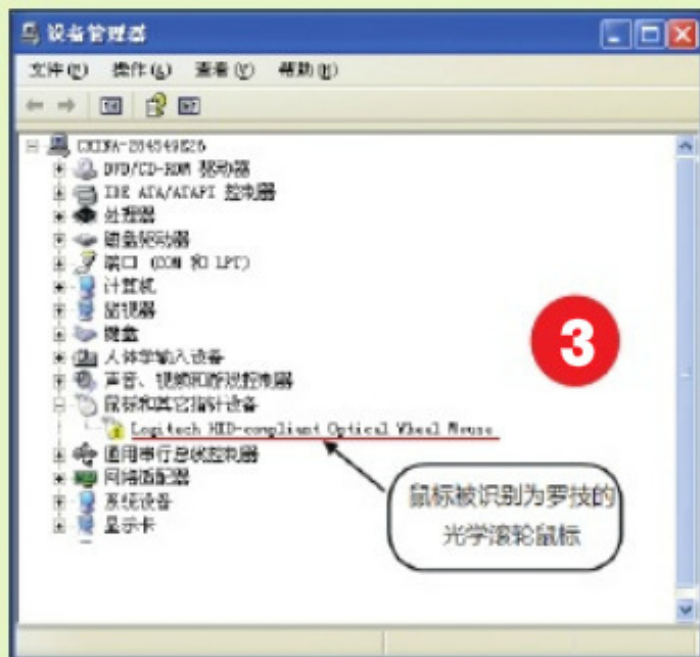 设备管理器
文件(F) 操作(A) 查看(V) 帮助(H)
CHINA-284549E26
DVD/CD-ROM 驱动器
IDE ATA/ATAPI 控制器
处理器
磁盘驱动器
端口 (COM 和 LPT)
计算机
监视器
键盘
人体学输入设备
声音、视频和游戏控制器
鼠标和其它指针设备
Logitech HID-compliant Optical Wheel Mouse
通用串行总线控制器
网络适配器
系统设备
显示卡
3
鼠标被识别为罗技的
光学滚轮鼠标